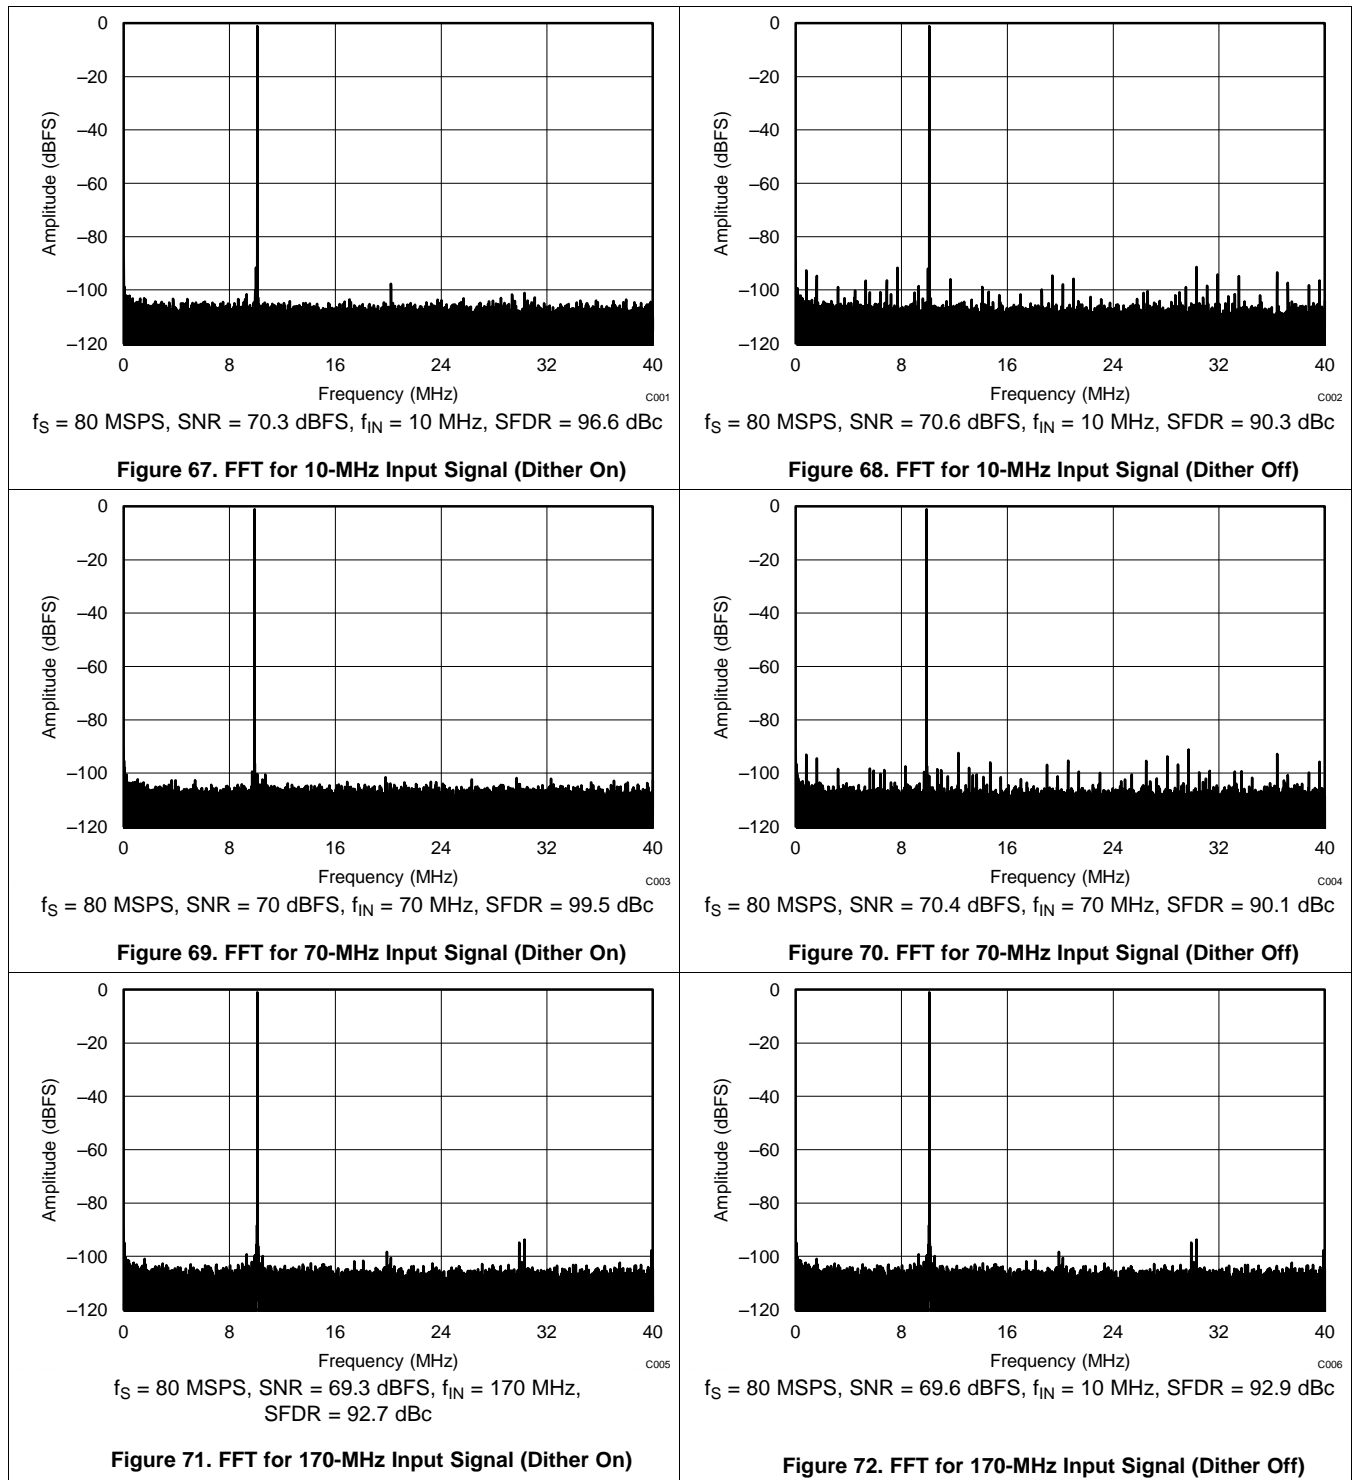 0
–20
–40
–60
–80
–100
–120
Amplitude (dBFS)
0 8 16 24 32 40
Frequency (MHz)
C001
fS = 80 MSPS, SNR = 70.3 dBFS, fIN = 10 MHz, SFDR = 96.6 dBc
Figure 67. FFT for 10-MHz Input Signal (Dither On)
0
–20
–40
–60
–80
–100
–120
Amplitude (dBFS)
0 8 16 24 32 40
Frequency (MHz)
C002
fS = 80 MSPS, SNR = 70.6 dBFS, fIN = 10 MHz, SFDR = 90.3 dBc
Figure 68. FFT for 10-MHz Input Signal (Dither Off)
0
–20
–40
–60
–80
–100
–120
Amplitude (dBFS)
0 8 16 24 32 40
Frequency (MHz)
C003
fS = 80 MSPS, SNR = 70 dBFS, fIN = 70 MHz, SFDR = 99.5 dBc
Figure 69. FFT for 70-MHz Input Signal (Dither On)
0
–20
–40
–60
–80
–100
–120
Amplitude (dBFS)
0 8 16 24 32 40
Frequency (MHz)
C004
fS = 80 MSPS, SNR = 70.4 dBFS, fIN = 70 MHz, SFDR = 90.1 dBc
Figure 70. FFT for 70-MHz Input Signal (Dither Off)
0
–20
–40
–60
–80
–100
–120
Amplitude (dBFS)
0 8 16 24 32 40
Frequency (MHz)
C005
fS = 80 MSPS, SNR = 69.3 dBFS, fIN = 170 MHz,
SFDR = 92.7 dBc
Figure 71. FFT for 170-MHz Input Signal (Dither On)
0
–20
–40
–60
–80
–100
–120
Amplitude (dBFS)
0 8 16 24 32 40
Frequency (MHz)
C006
fS = 80 MSPS, SNR = 69.6 dBFS, fIN = 10 MHz, SFDR = 92.9 dBc
Figure 72. FFT for 170-MHz Input Signal (Dither Off)